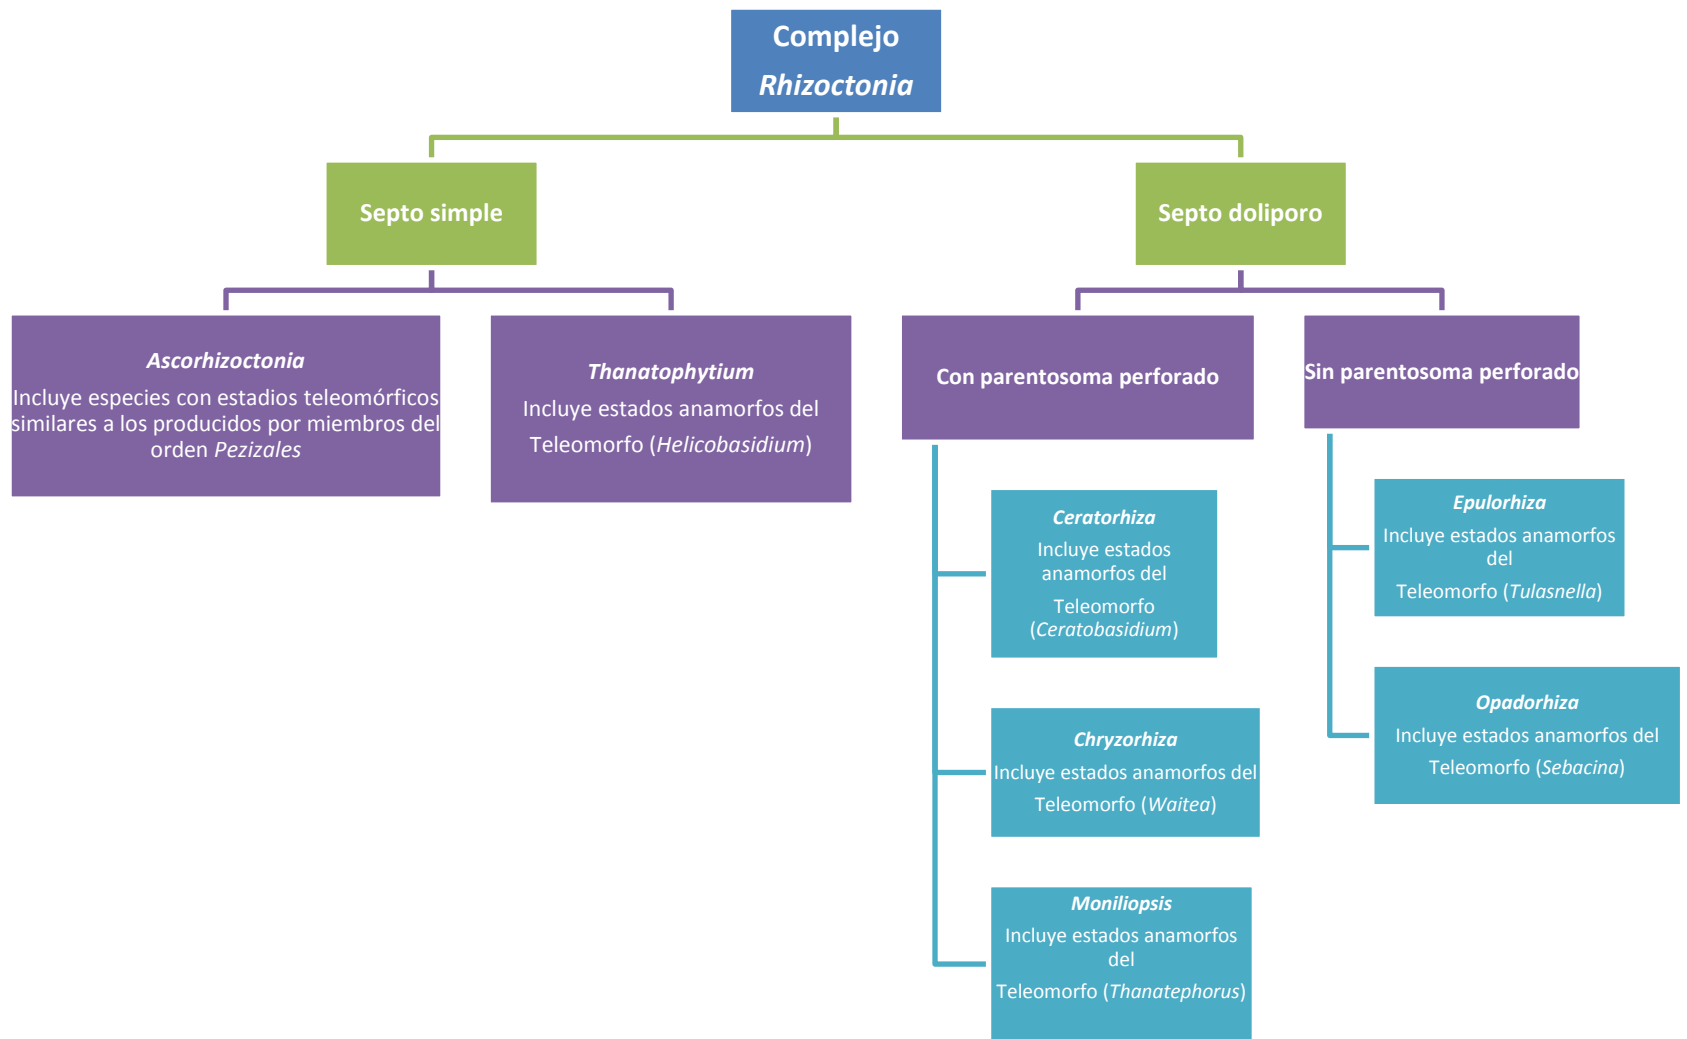 Complejo
Rhizoctonia
Septo simple
Septo doliporo
Ascorhizoctonia
Incluye especies con estadios teleomórficos
similares a los producidos por miembros del
orden Pezizales
Thanatophytium
Incluye estados anamorfos del
Teleomorfo (Helicobasidium)
Con parentosoma perforado
Sin parentosoma perforado
Ceratorhiza
Incluye estados
anamorfos del
Teleomorfo
(Ceratobasidium)
Chryzorhiza
Incluye estados anamorfos del
Teleomorfo (Waitea)
Moniliopsis
Incluye estados anamorfos
del
Teleomorfo (Thanatephorus)
Epulorhiza
Incluye estados anamorfos
del
Teleomorfo (Tulasnella)
Opadorhiza
Incluye estados anamorfos del
Teleomorfo (Sebacina)